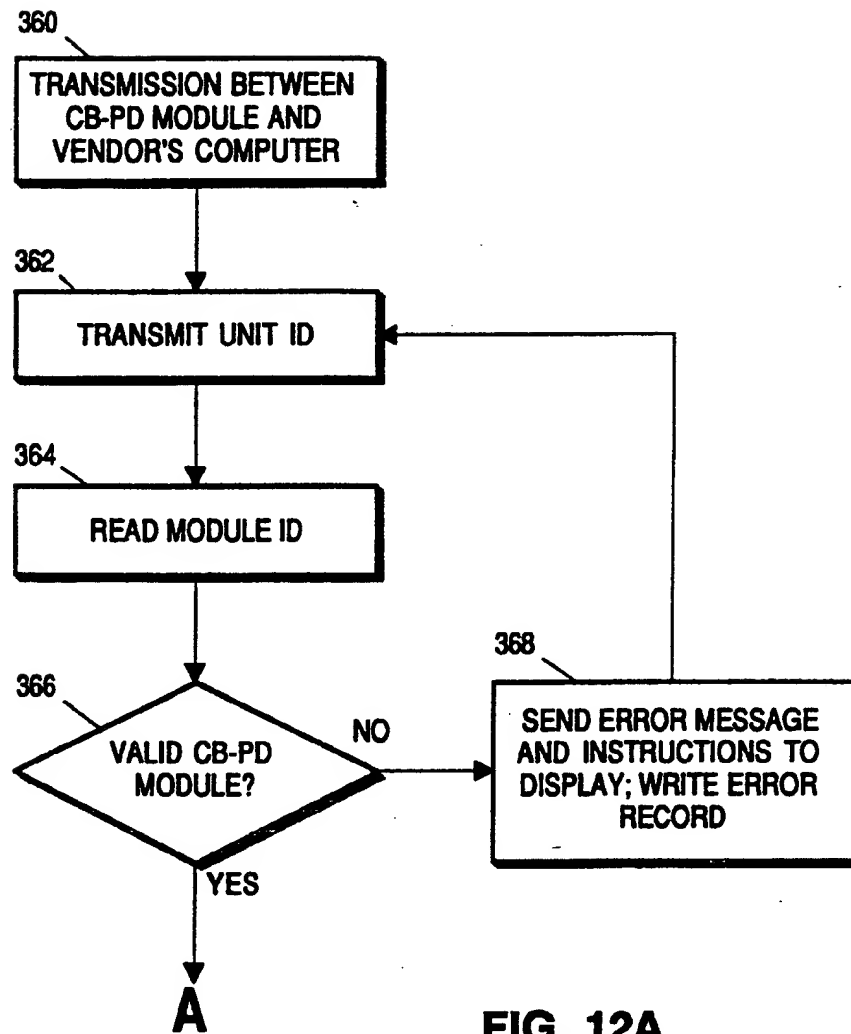 360
TRANSMISSION BETWEEN
CB-PD MODULE AND
VENDOR'S COMPUTER
362
TRANSMIT UNIT ID
364
READ MODULE ID
366
VALID CB-PD
MODULE?
NO
368
SEND ERROR MESSAGE
AND INSTRUCTIONS TO
DISPLAY; WRITE ERROR
RECORD
YES
A
FIG. 12A